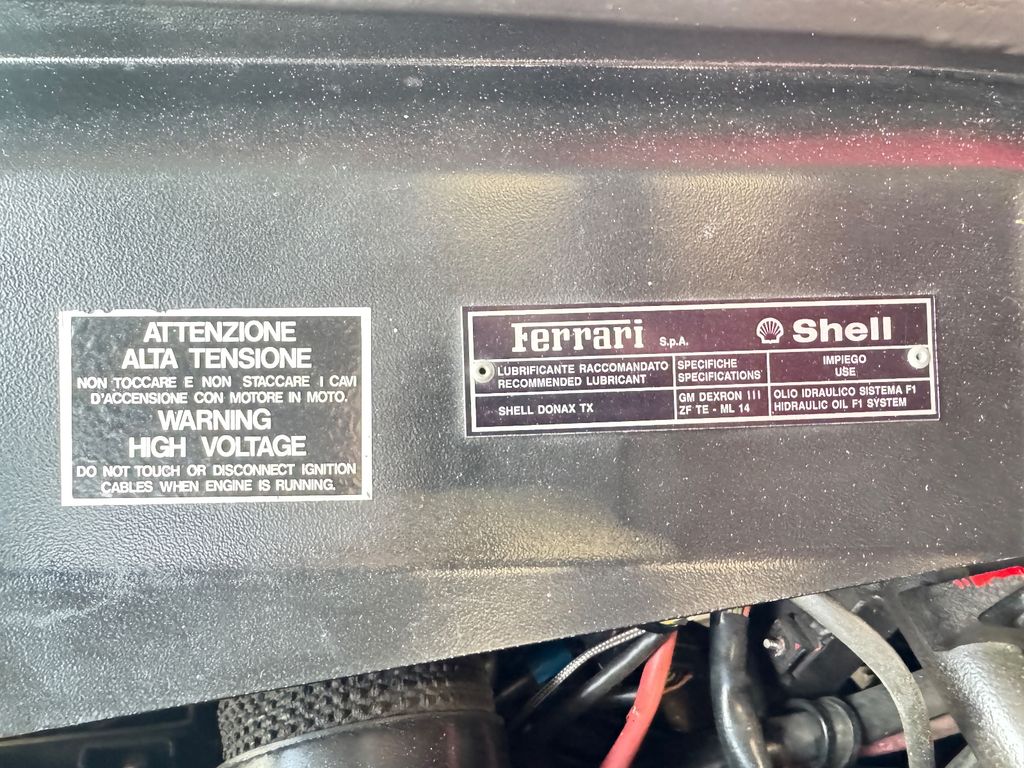 ATTENZIONE
ALTA TENSIONE
NON TOCCARE E NON STACCARE I CAVI
D'ACCENSIONE CON MOTORE IN MOTO.
WARNING
HIGH VOLTAGE
DO NOT TOUCH OR DISCONNECT IGNITION
CABLES WHEN ENGINE IS RUNNING.
Ferrari S.p.A. Shell
LUBRIFICANTE RACCOMANDATO
RECOMMENDED LUBRICANT
SPECIFICHE
SPECIFICATIONS
IMPIEGO
USE
SHELL DONAX TX
GM DEXRON III
ZF TE - ML 14
OLIO IDRAULICO SISTEMA F1
HIDRAULIC OIL F1 SYSTEM